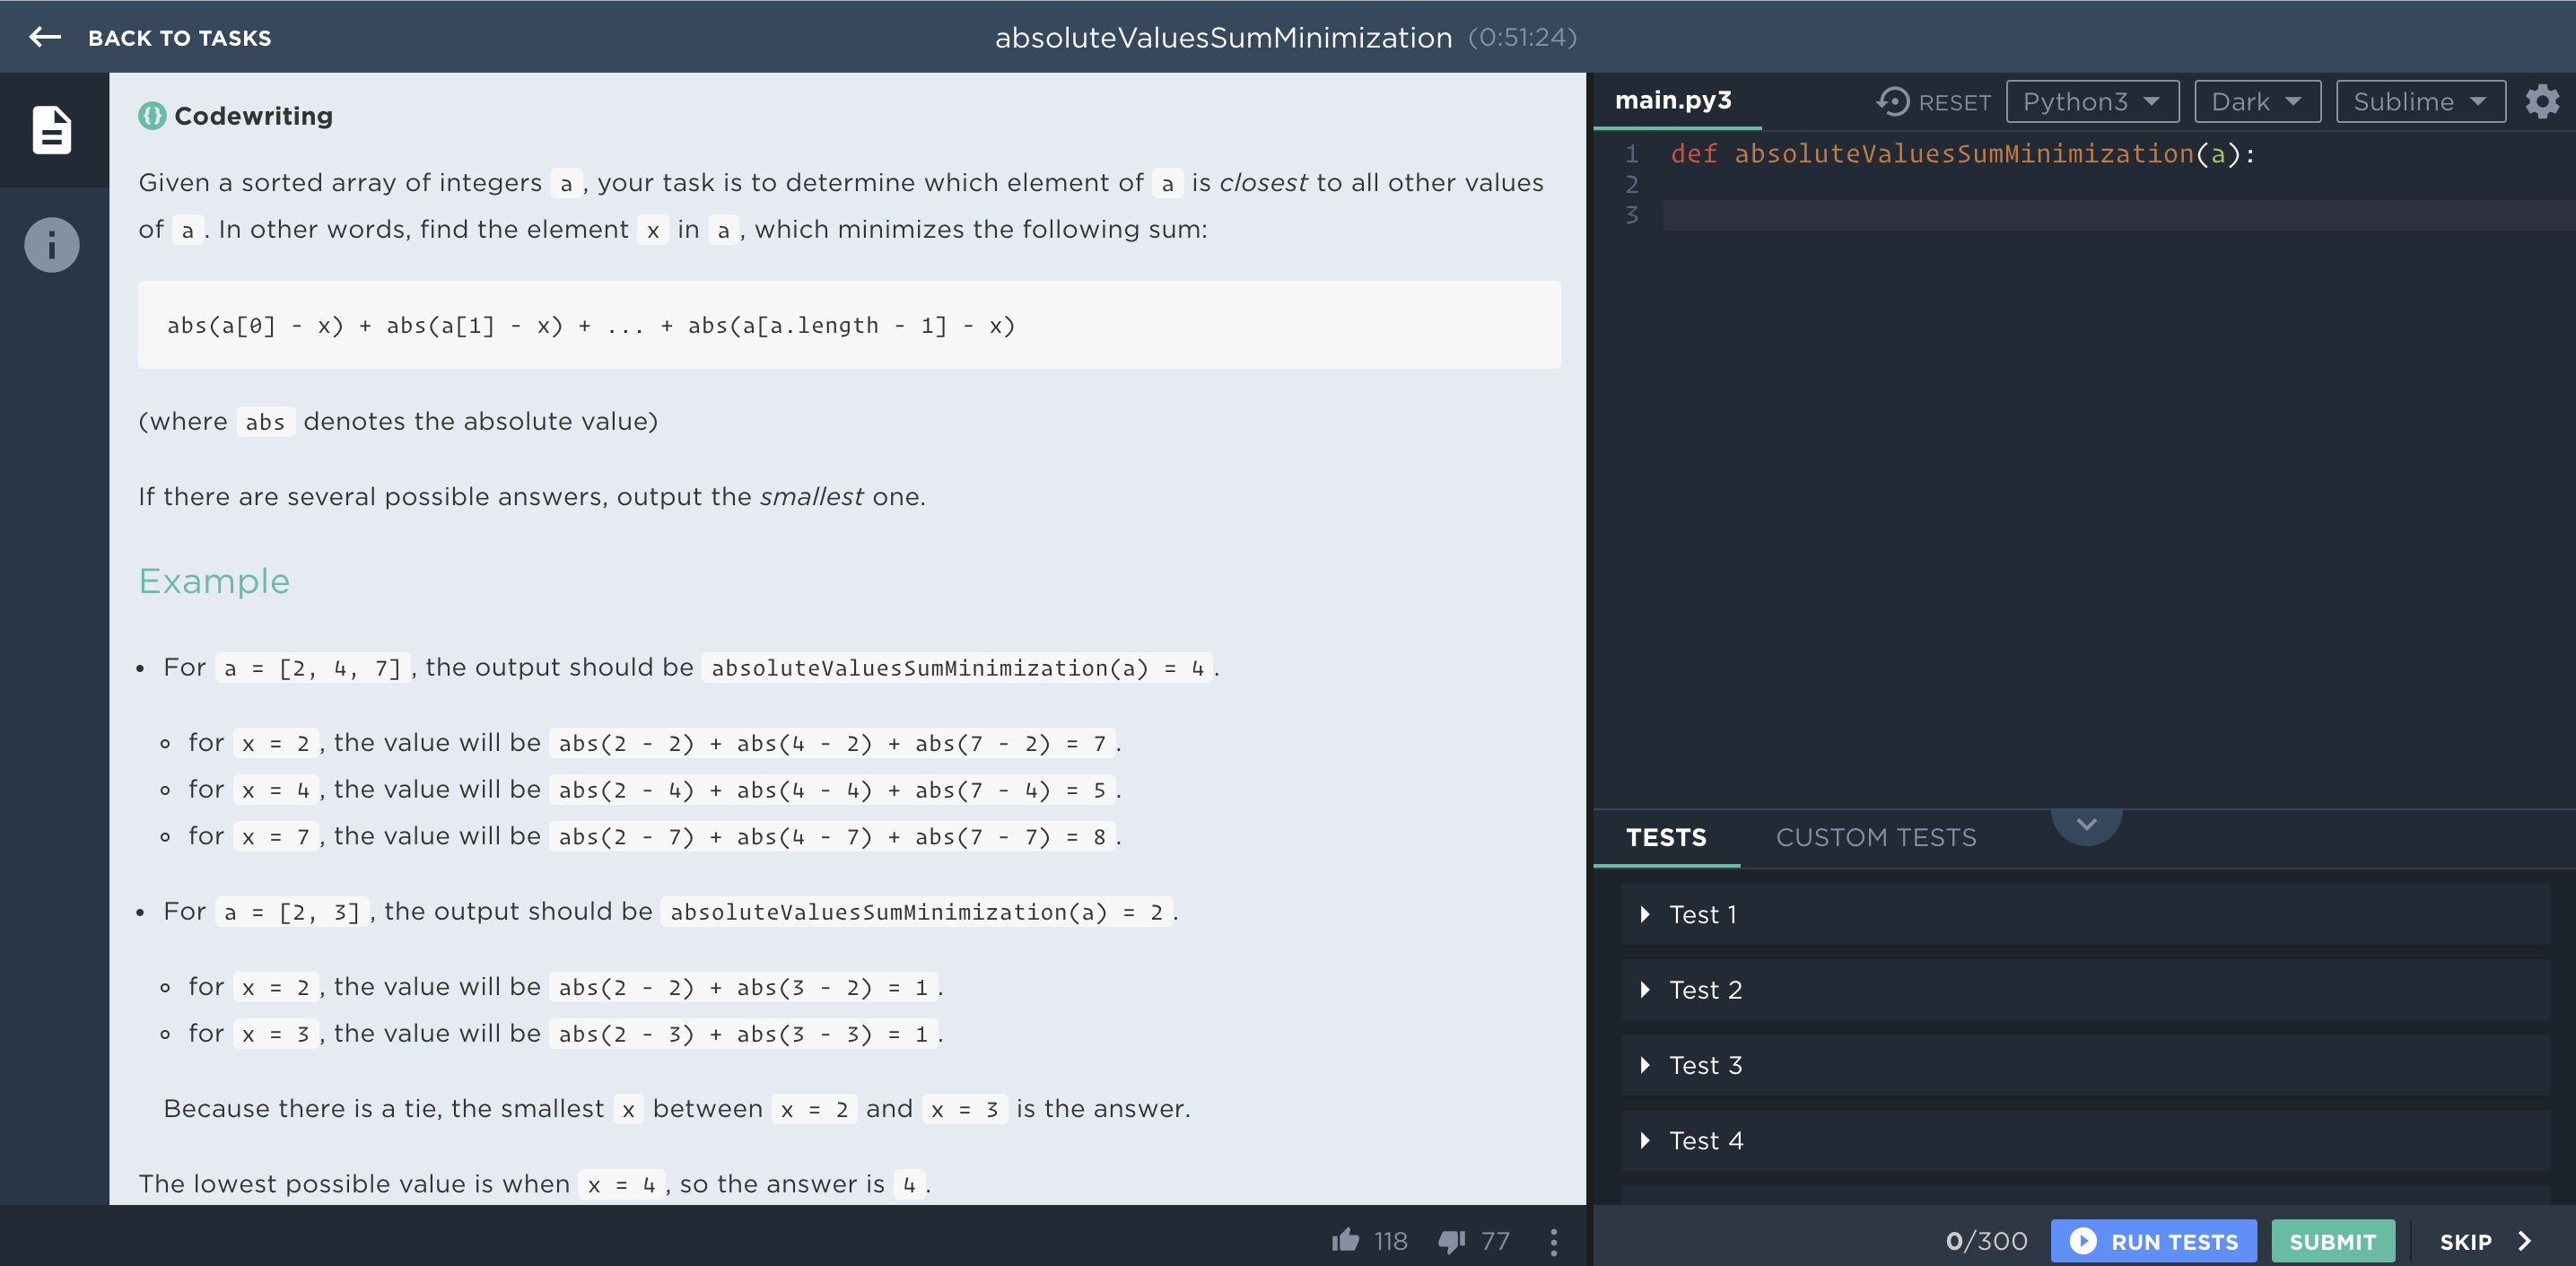 BACK TO TASKS
absoluteValuesSumMinimization (0:51:24)
{} Codewriting
Given a sorted array of integers a, your task is to determine which element of a is closest to all other values
of a. In other words, find the element x in a, which minimizes the following sum:
abs(a[0] - x) + abs(a[1] - x) + ... + abs(a[a.length - 1] - x)
(where abs denotes the absolute value)
If there are several possible answers, output the smallest one.
Example
• For a = [2, 4, 7], the output should be absoluteValuesSumMinimization(a) = 4.
◦ for x = 2, the value will be abs(2 - 2) + abs(4 - 2) + abs(7 - 2) = 7.
◦ for x = 4, the value will be abs(2 - 4) + abs(4 - 4) + abs(7 - 4) = 5.
◦ for x = 7, the value will be abs(2 - 7) + abs(4 - 7) + abs(7 - 7) = 8.
• For a = [2, 3], the output should be absoluteValuesSumMinimization(a) = 2.
◦ for x = 2, the value will be abs(2 - 2) + abs(3 - 2) = 1.
◦ for x = 3, the value will be abs(2 - 3) + abs(3 - 3) = 1.
Because there is a tie, the smallest x between x = 2 and x = 3 is the answer.
The lowest possible value is when x = 4, so the answer is 4.
118 77
main.py3 RESET Python3 Dark Sublime
1 def absoluteValuesSumMinimization(a):
2
3
TESTS CUSTOM TESTS
Test 1
Test 2
Test 3
Test 4
0/300 RUN TESTS SUBMIT SKIP